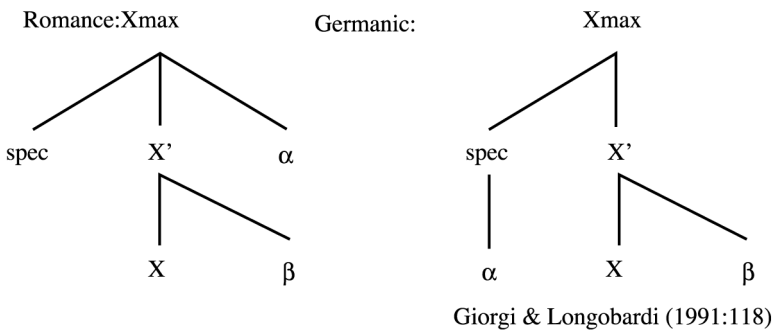 Romance:Xmax Germanic: Xmax
spec X’ α spec X’
X β α X β
Giorgi & Longobardi (1991:118)